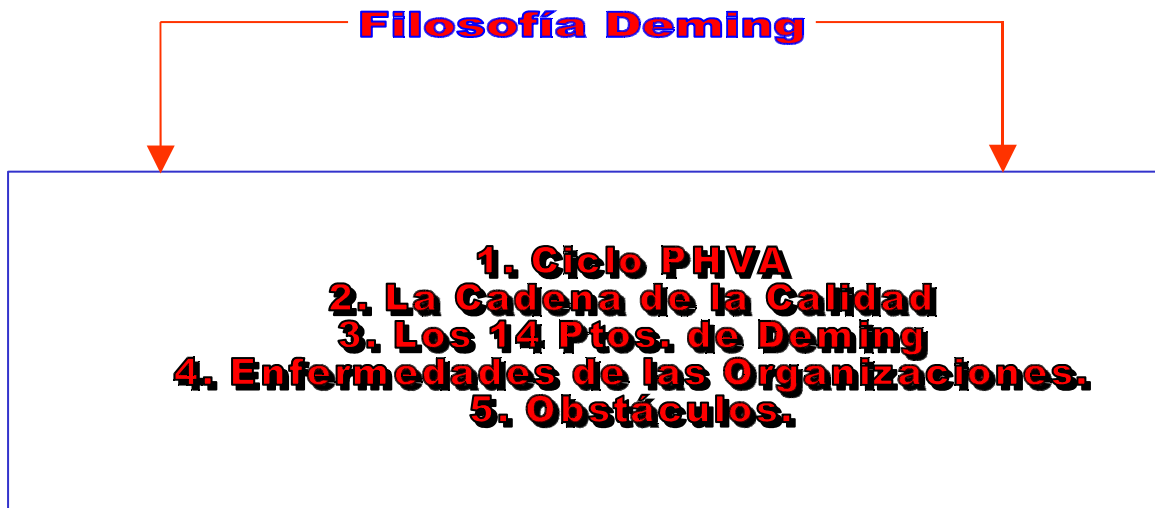 Filosofía Deming
1. Ciclo PHVA
2. La Cadena de la Calidad
3. Los 14 Ptos. de Deming
4. Enfermedades de las Organizaciones.
5. Obstáculos.